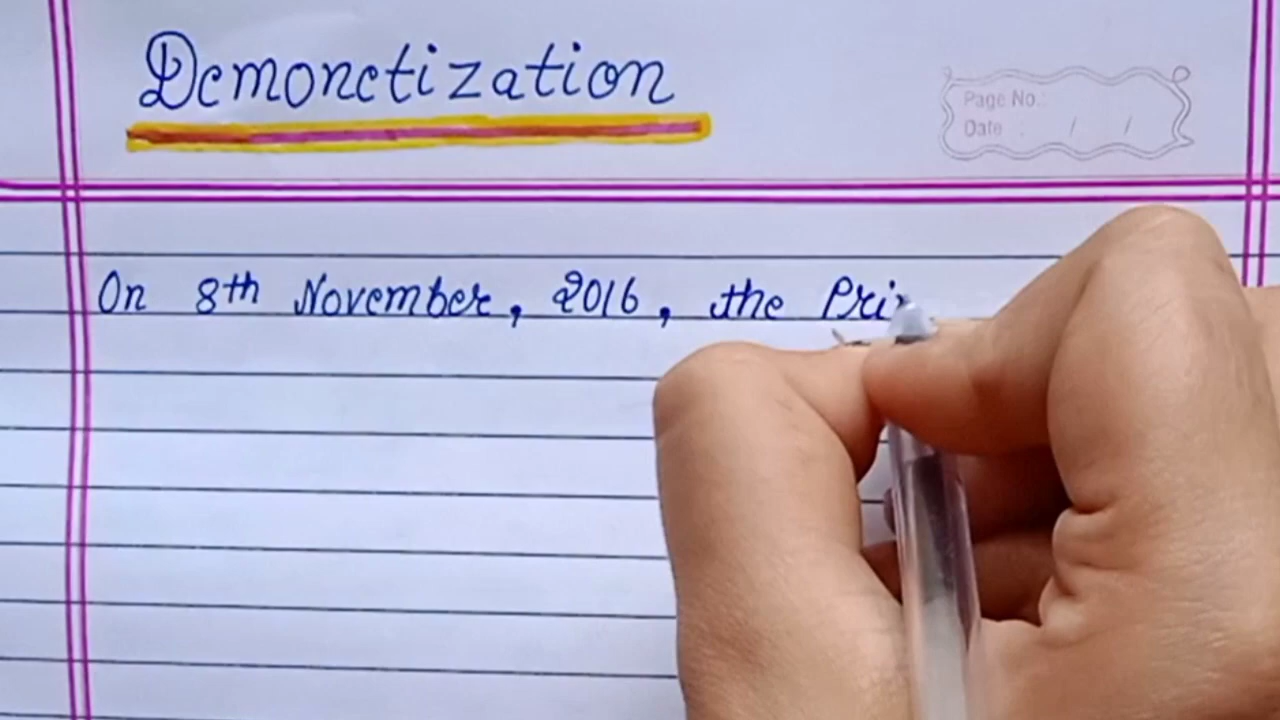 Demonetization
Page No.:
Date : / /
On 8th November, 2016, the